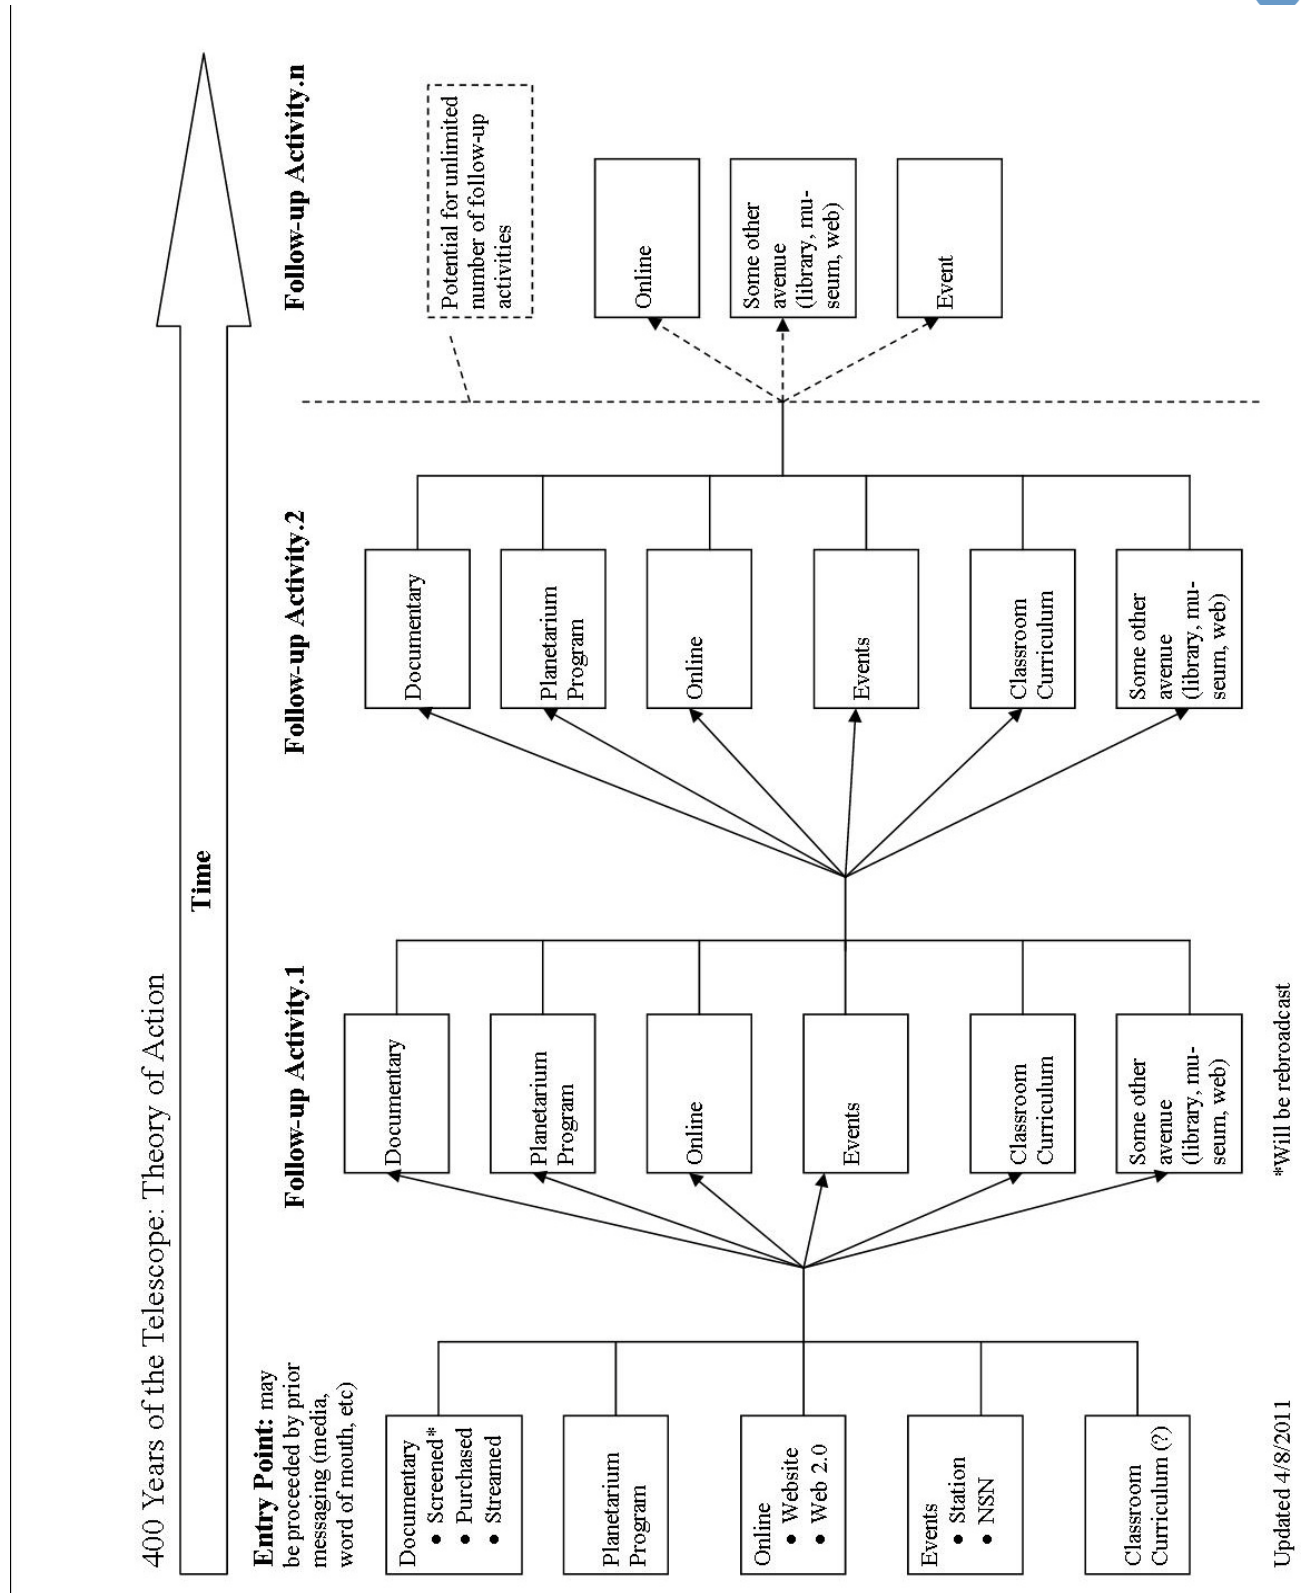 400 Years of the Telescope: Theory of Action
Time
Entry Point: may
be proceeded by prior
messaging (media,
word of mouth, etc)
Follow-up Activity.1
Follow-up Activity.2
Follow-up Activity.n
Documentary
• Screened*
• Purchased
• Streamed
Planetarium
Program
Online
• Website
• Web 2.0
Events
• Station
• NSN
Classroom
Curriculum (?)
Documentary
Planetarium
Program
Online
Events
Classroom
Curriculum
Some other
avenue
(library, mu-
seum, web)
Documentary
Planetarium
Program
Online
Events
Classroom
Curriculum
Some other
avenue
(library, mu-
seum, web)
Potential for unlimited
number of follow-up
activities
Online
Some other
avenue
(library, mu-
seum, web)
Event
Updated 4/8/2011
*Will be rebroadcast